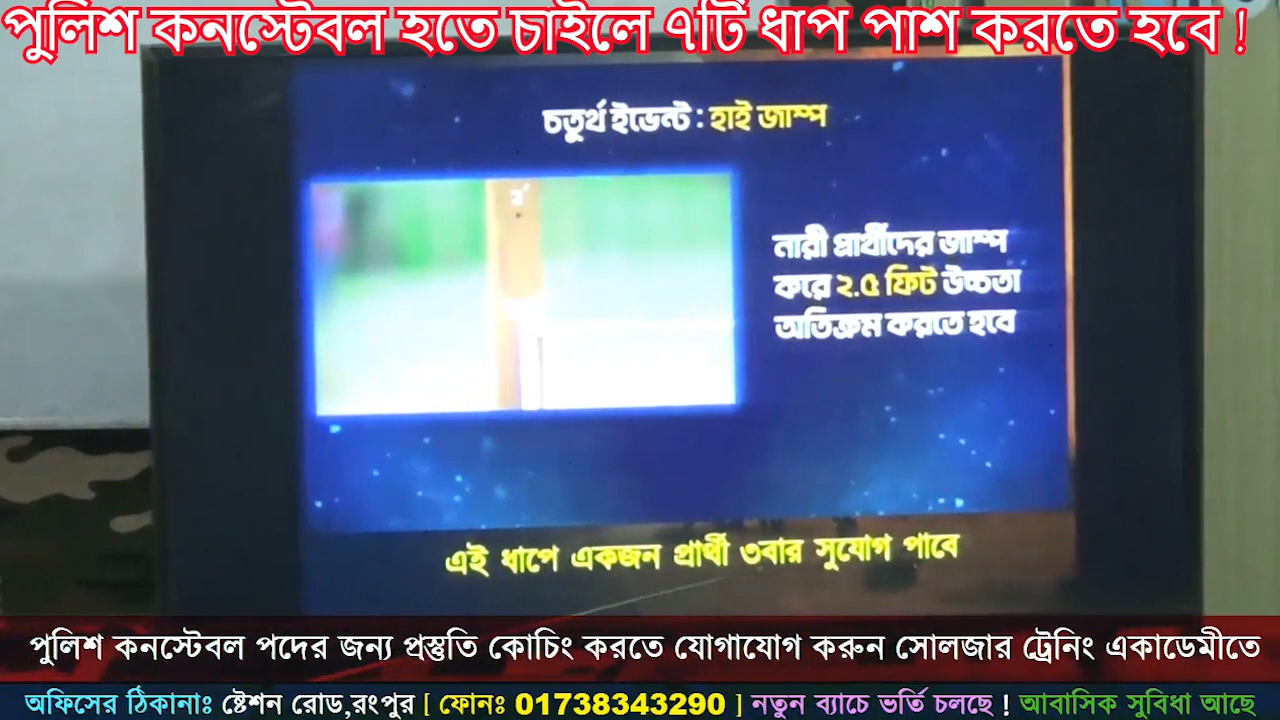 পুলিশ কনস্টেবল হতে চাইলে ৭টি ধাপ পাশ করতে হবে !
চতুর্থ ইভেন্ট : হাই জাম্প
নারী প্রার্থীদের জাম্প
করে ২.৫ ফিট উচ্চতা
অতিক্রম করতে হবে
এই ধাপে একজন প্রার্থী ৩বার সুযোগ পাবে
পুলিশ কনস্টেবল পদের জন্য প্রস্তুতি কোচিং করতে যোগাযোগ করুন সোলজার ট্রেনিং একাডেমীতে
অফিসের ঠিকানাঃ ষ্টেশন রোড,রংপুর [ ফোনঃ 01738343290 ] নতুন ব্যাচে ভর্তি চলছে ! আবাসিক সুবিধা আছে